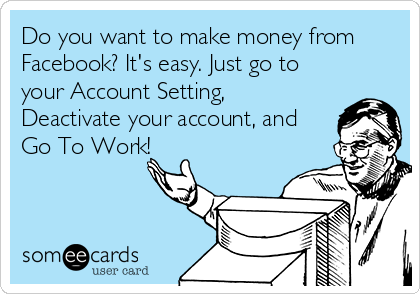 Do you want to make money from
Facebook? It's easy. Just go to
your Account Setting,
Deactivate your account, and
Go To Work!
someecards
user card